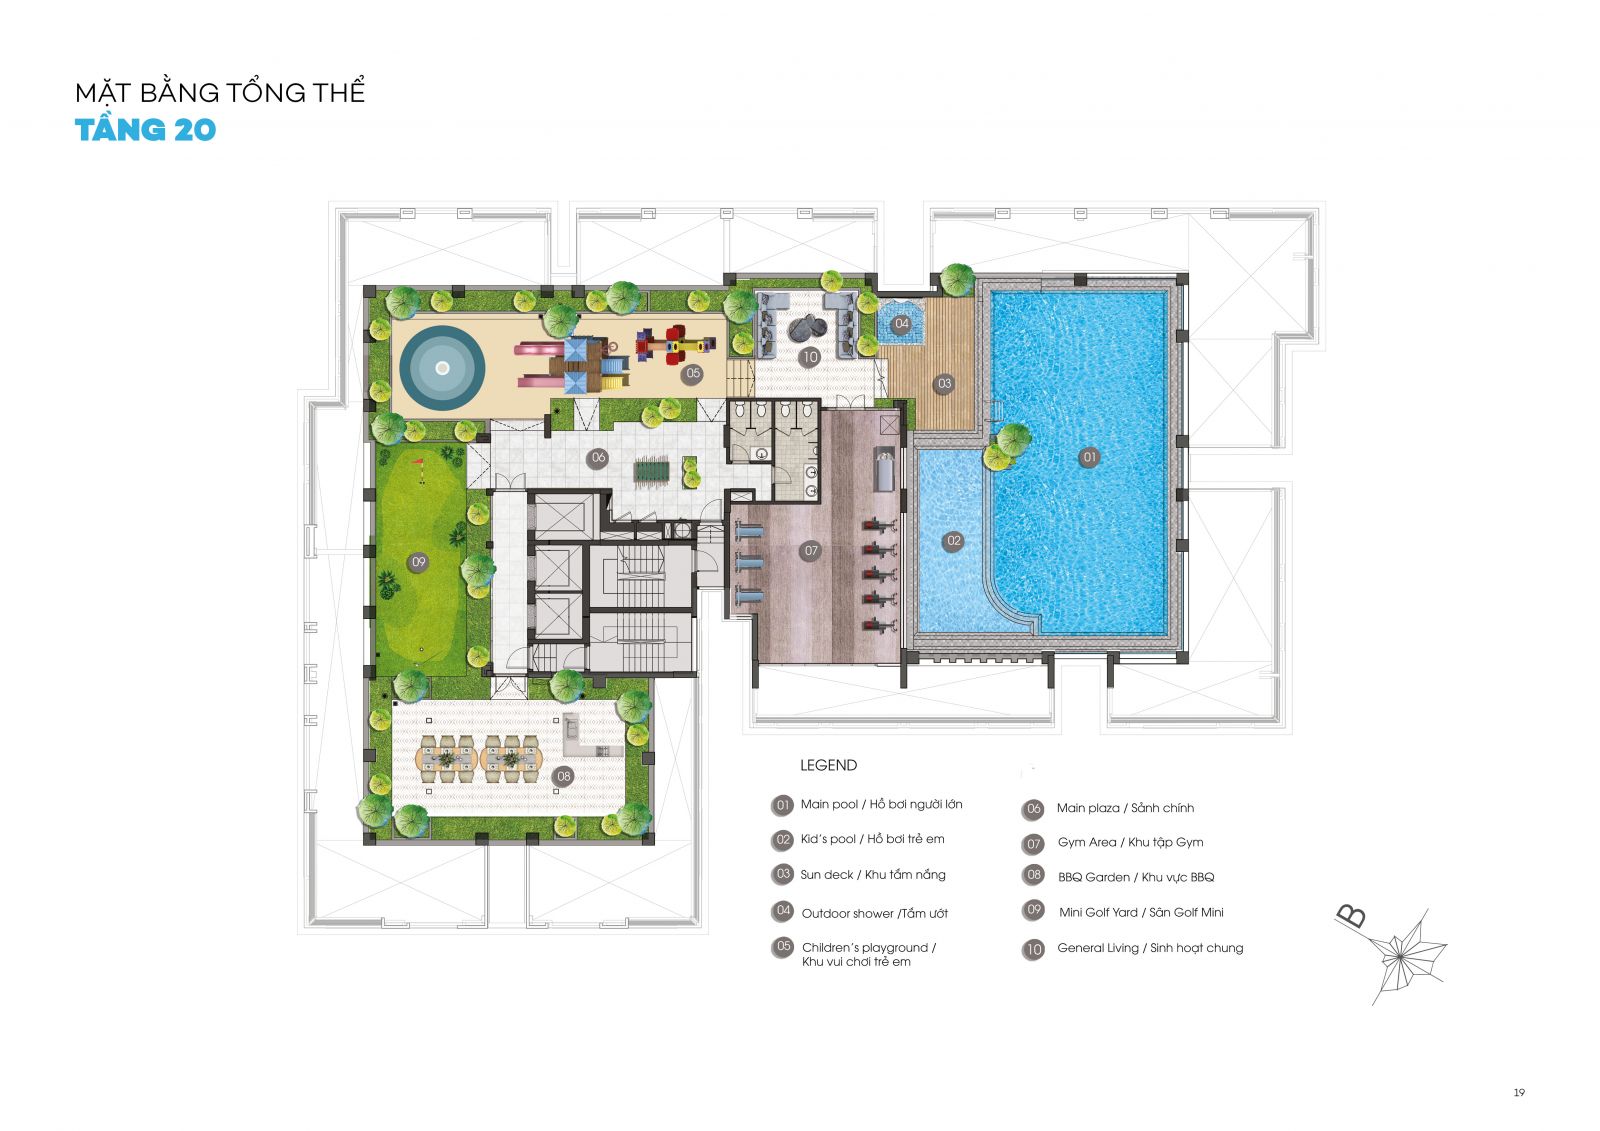 MẶT BẰNG TỔNG THỂ
TẦNG 20
04
10
05
03
06
01
02
07
09
08
LEGEND
01 Main pool / Hồ bơi người lớn
02 Kid's pool / Hồ bơi trẻ em
03 Sun deck / Khu tắm nắng
04 Outdoor shower /Tắm ướt
05 Children's playground /
Khu vui chơi trẻ em
06 Main plaza / Sảnh chính
07 Gym Area / Khu tập Gym
08 BBQ Garden / Khu vực BBQ
09 Mini Golf Yard / Sân Golf Mini
10 General Living / Sinh hoạt chung
B
19